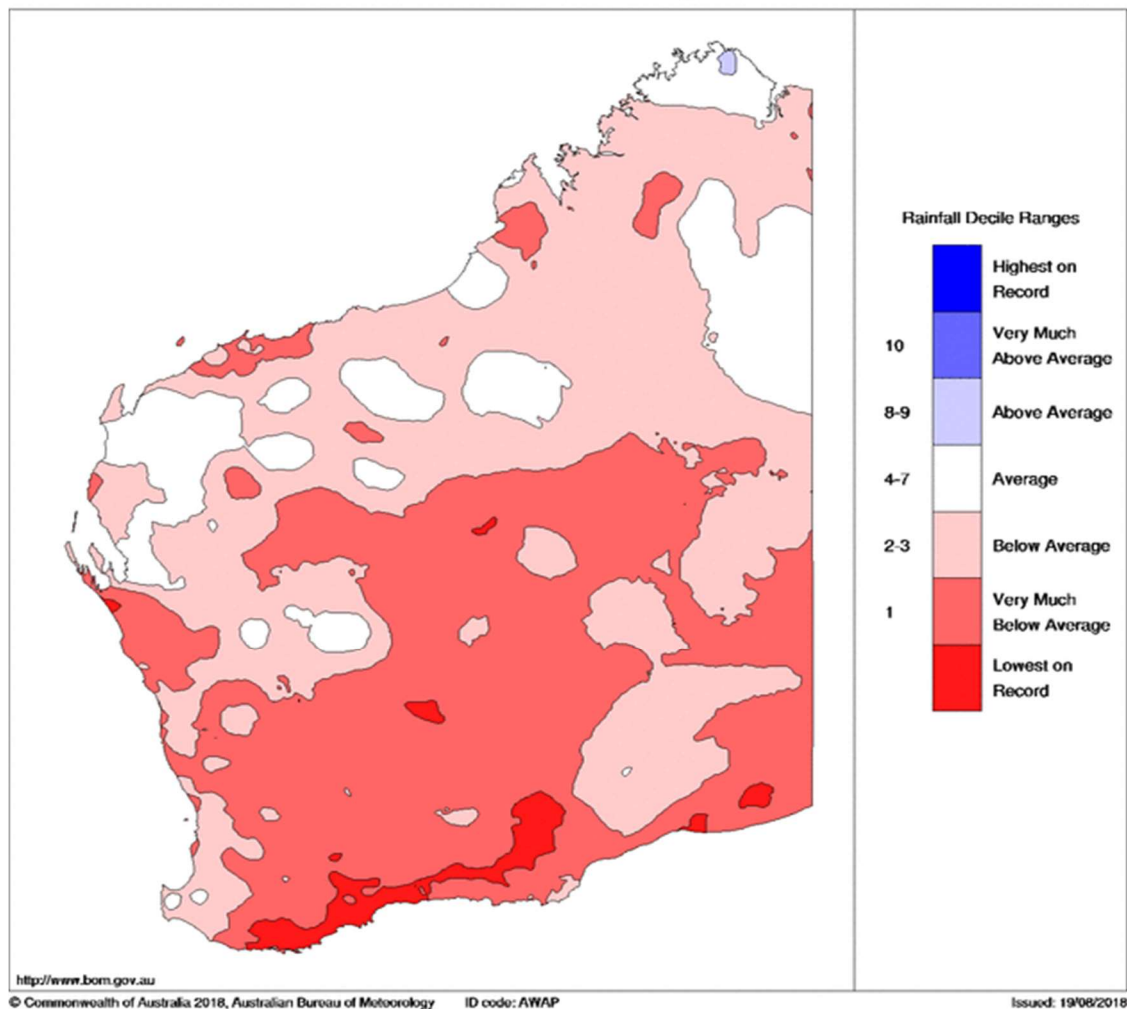 Rainfall Decile Ranges
Highest on
Record
10
Very Much
Above Average
8-9
Above Average
4-7
Average
2-3
Below Average
1
Very Much
Below Average
Lowest on
Record
http://www.bom.gov.au
© Commonwealth of Australia 2018, Australian Bureau of Meteorology ID code: AWAP Issued: 19/06/2018